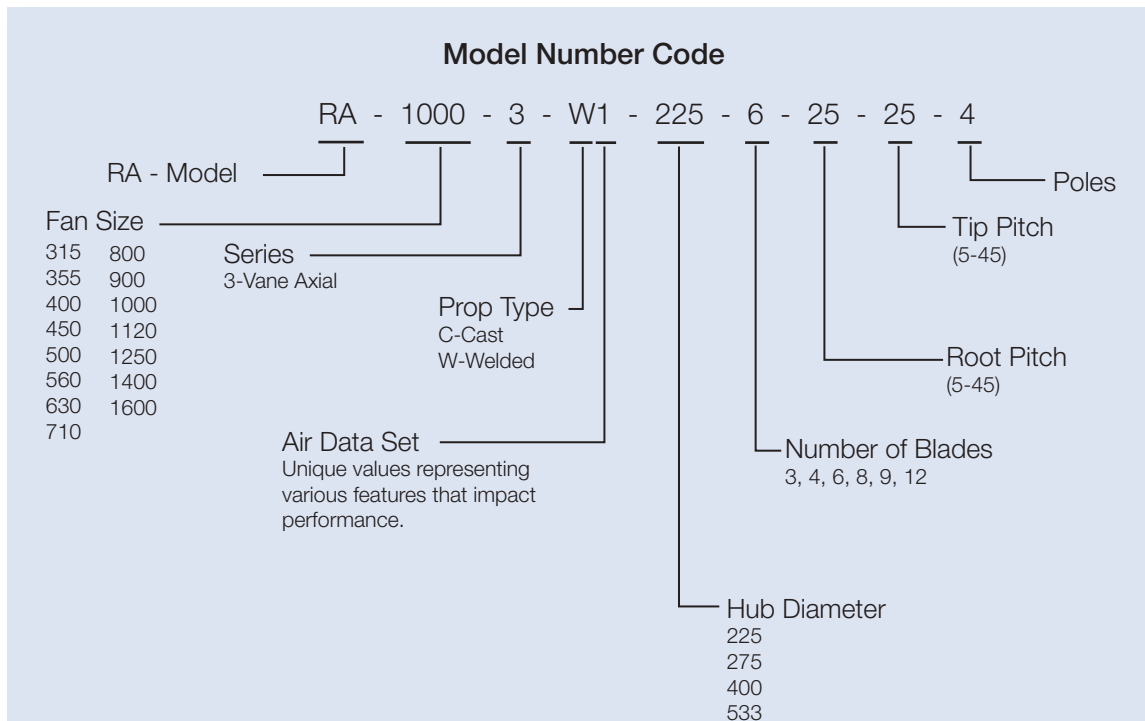 Model Number Code
RA - 1000 - 3 - W1 - 225 - 6 - 25 - 25 - 4
RA - Model
Poles
Fan Size
315 800
355 900
400 1000
450 1120
500 1250
560 1400
630 1600
710
Series
3-Vane Axial
Tip Pitch
(5-45)
Prop Type
C-Cast
W-Welded
Root Pitch
(5-45)
Air Data Set
Unique values representing
various features that impact
performance.
Number of Blades
3, 4, 6, 8, 9, 12
Hub Diameter
225
275
400
533